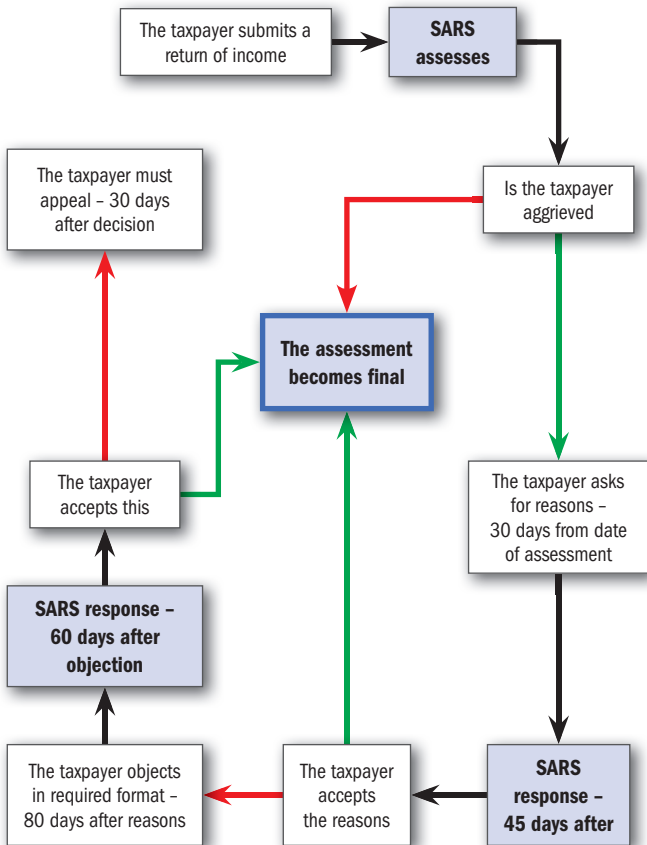 The taxpayer submits a
return of income
SARS
assesses
Is the taxpayer
aggrieved
The taxpayer must
appeal – 30 days
after decision
The assessment
becomes final
The taxpayer
accepts this
The taxpayer asks
for reasons –
30 days from date
of assessment
SARS response –
60 days after
objection
The taxpayer objects
in required format –
80 days after reasons
The taxpayer
accepts
the reasons
SARS
response –
45 days after